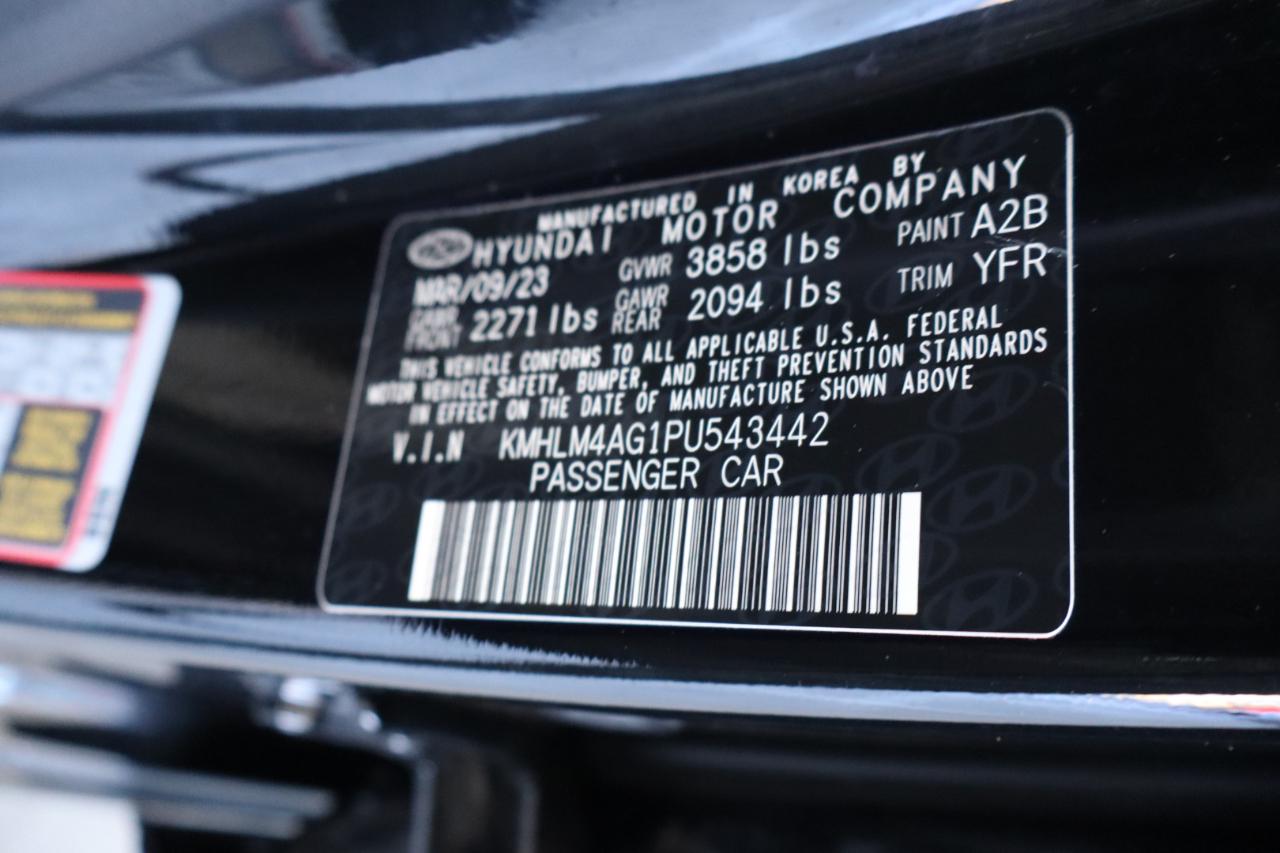 MANUFACTURED IN KOREA BY
HYUNDAI MOTOR COMPANY
MAR/09/23 GVWR 3858 lbs PAINT A2B
GAWR FRONT 2271 lbs GAWR REAR 2094 lbs TRIM YFR
THIS VEHICLE CONFORMS TO ALL APPLICABLE U.S.A. FEDERAL
MOTOR VEHICLE SAFETY, BUMPER, AND THEFT PREVENTION STANDARDS
IN EFFECT ON THE DATE OF MANUFACTURE SHOWN ABOVE
V.I.N KMHLM4AG1PU543442
PASSENGER CAR